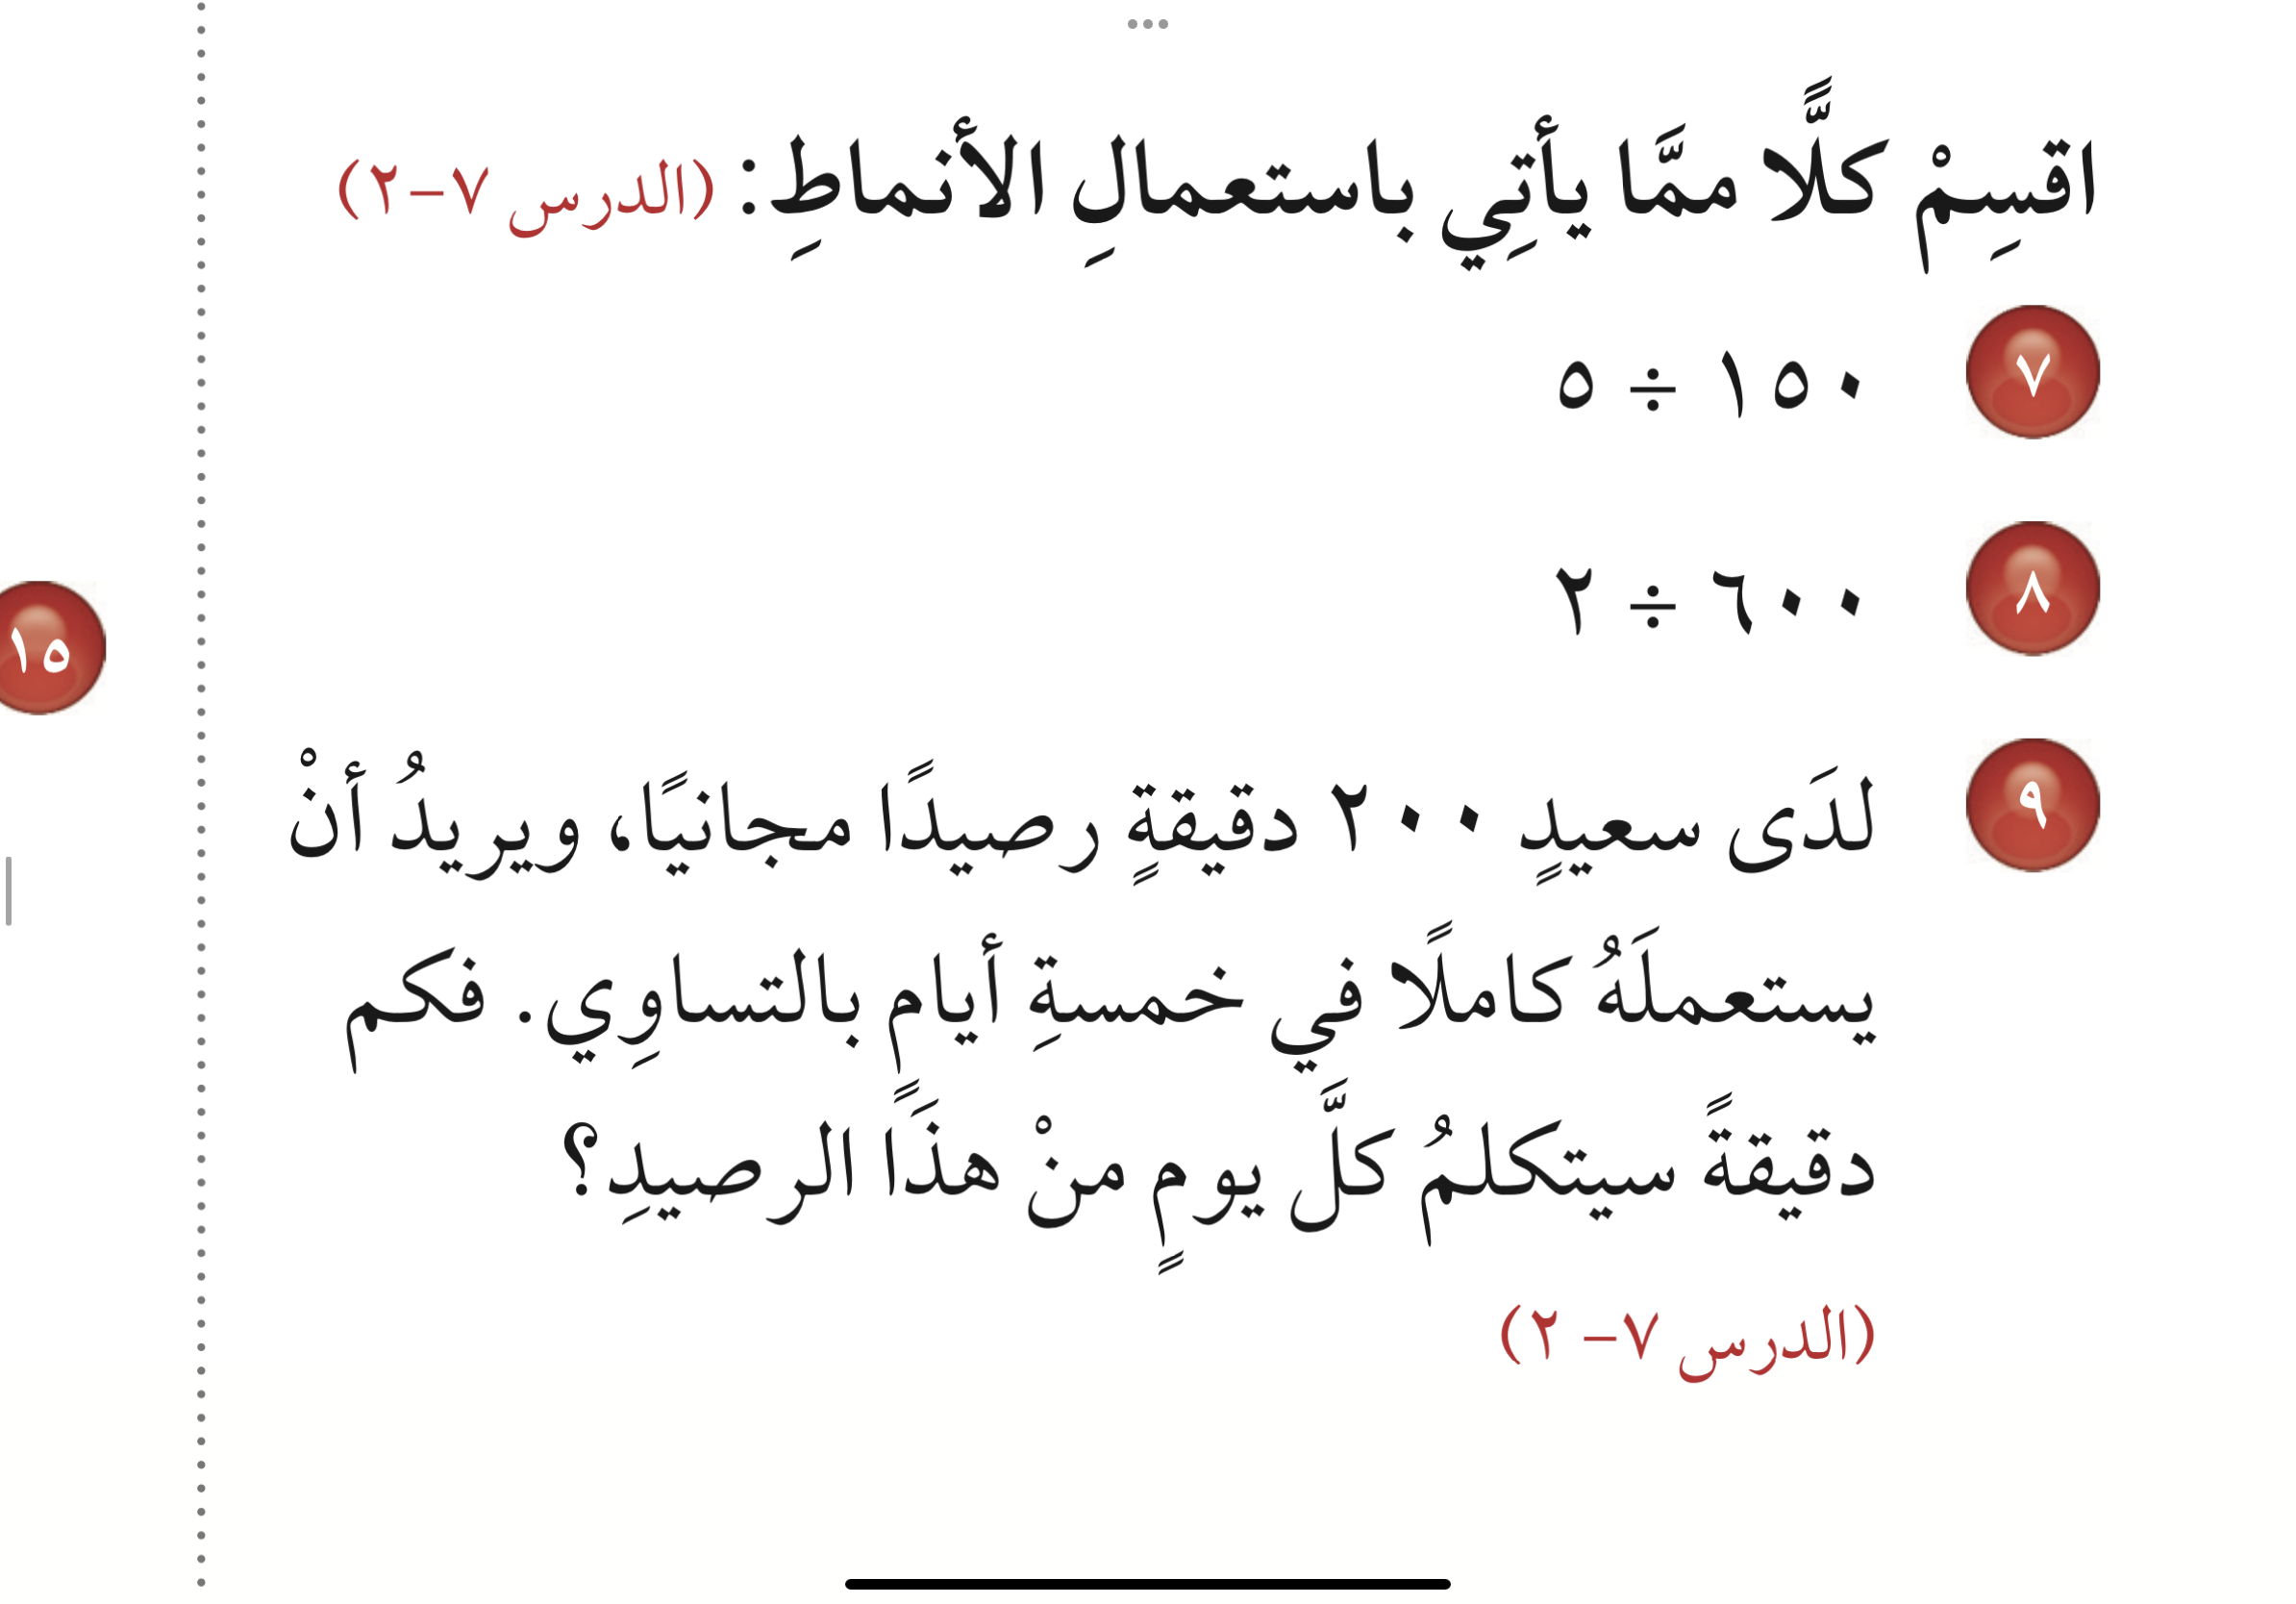 اقسِمْ كلًّا ممَّا يأتِي باستعمالِ الأنماطِ: (الدرس ٧–٢)
٧ ١٥٠ ÷ ٥
٨ ٦٠٠ ÷ ٢
٩ لدَى سعيدٍ ٢٠٠ دقيقةٍ رصيدًا مجانيًا، ويريدُ أنْ
يستعملَهُ كاملًا في خمسةِ أيام بالتساوِي. فكم
دقيقةً سيتكلمُ كلَّ يومٍ منْ هذَاً الرصيدِ؟
(الدرس ٧– ٢)
١٥